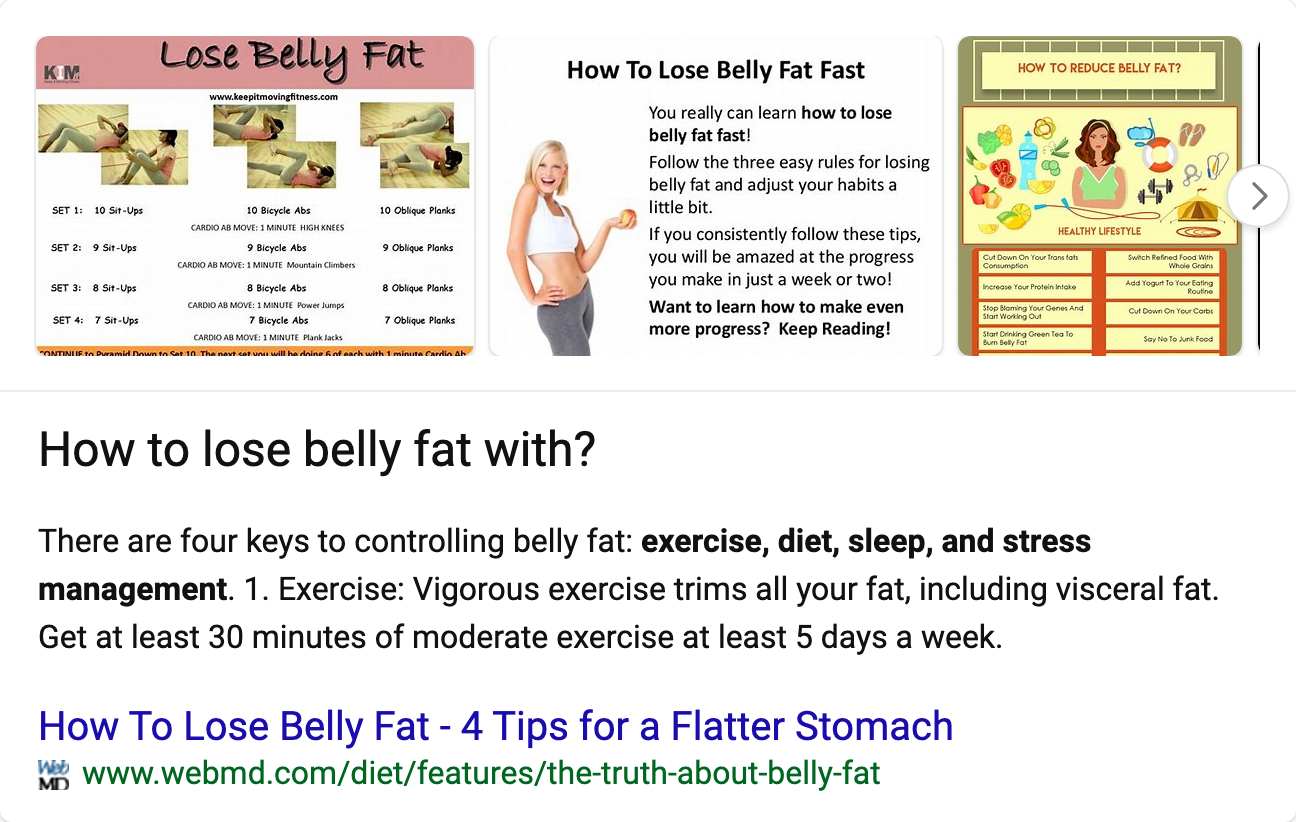 Lose Belly Fat
KIM
www.keepitmovingfitness.com
SET 1: 10 Sit-Ups 10 Bicycle Abs 10 Oblique Planks
CARDIO AB MOVE: 1 MINUTE HIGH KNEES
SET 2: 9 Sit-Ups 9 Bicycle Abs 9 Oblique Planks
CARDIO AB MOVE: 1 MINUTE Mountain Climbers
SET 3: 8 Sit-Ups 8 Bicycle Abs 8 Oblique Planks
CARDIO AB MOVE: 1 MINUTE Power Jumps
SET 4: 7 Sit-Ups 7 Bicycle Abs 7 Oblique Planks
CARDIO AB MOVE: 1 MINUTE Plank Jacks
CONTINUE to Pyramid Down to Set 10. The next set you will be doing 6 of each with 1 minute Cardio Ab
How To Lose Belly Fat Fast
You really can learn how to lose
belly fat fast!
Follow the three easy rules for losing
belly fat and adjust your habits a
little bit.
If you consistently follow these tips,
you will be amazed at the progress
you make in just a week or two!
Want to learn how to make even
more progress? Keep Reading!
HOW TO REDUCE BELLY FAT?
HEALTHY LIFESTYLE
Cut Down On Your Trans fats
Consumption
Switch Refined Food With
Whole Grains
Increase Your Protein Intake
Add Yogurt To Your Eating
Routine
Stop Blaming Your Genes And
Start Working Out
Cut Down On Your Carbs
Start Drinking Green Tea To
Burn Belly Fat
Say No To Junk Food
How to lose belly fat with?
There are four keys to controlling belly fat: exercise, diet, sleep, and stress
management. 1. Exercise: Vigorous exercise trims all your fat, including visceral fat.
Get at least 30 minutes of moderate exercise at least 5 days a week.
How To Lose Belly Fat - 4 Tips for a Flatter Stomach
Web
MD
www.webmd.com/diet/features/the-truth-about-belly-fat